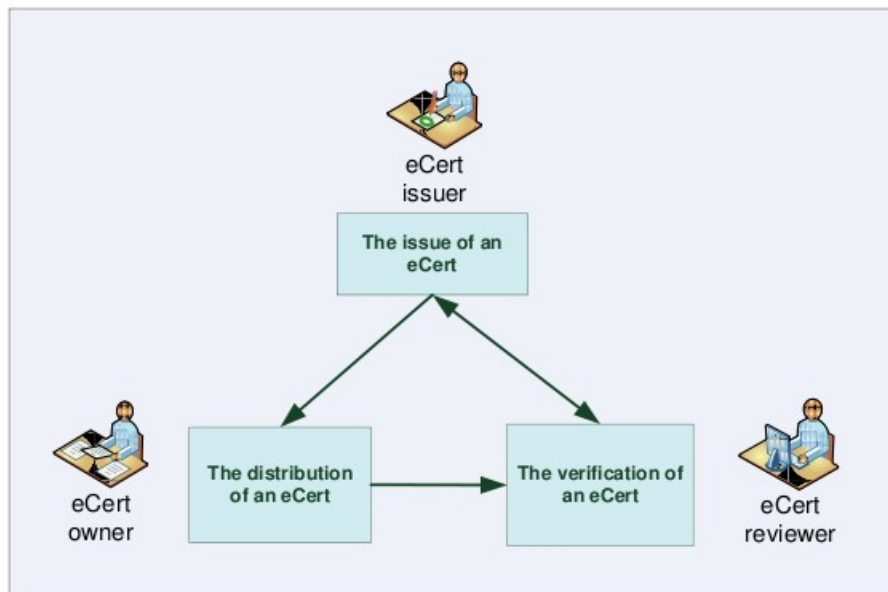 eCert
issuer
The issue of an
eCert
The distribution
of an eCert
The verification of
an eCert
eCert
owner
eCert
reviewer